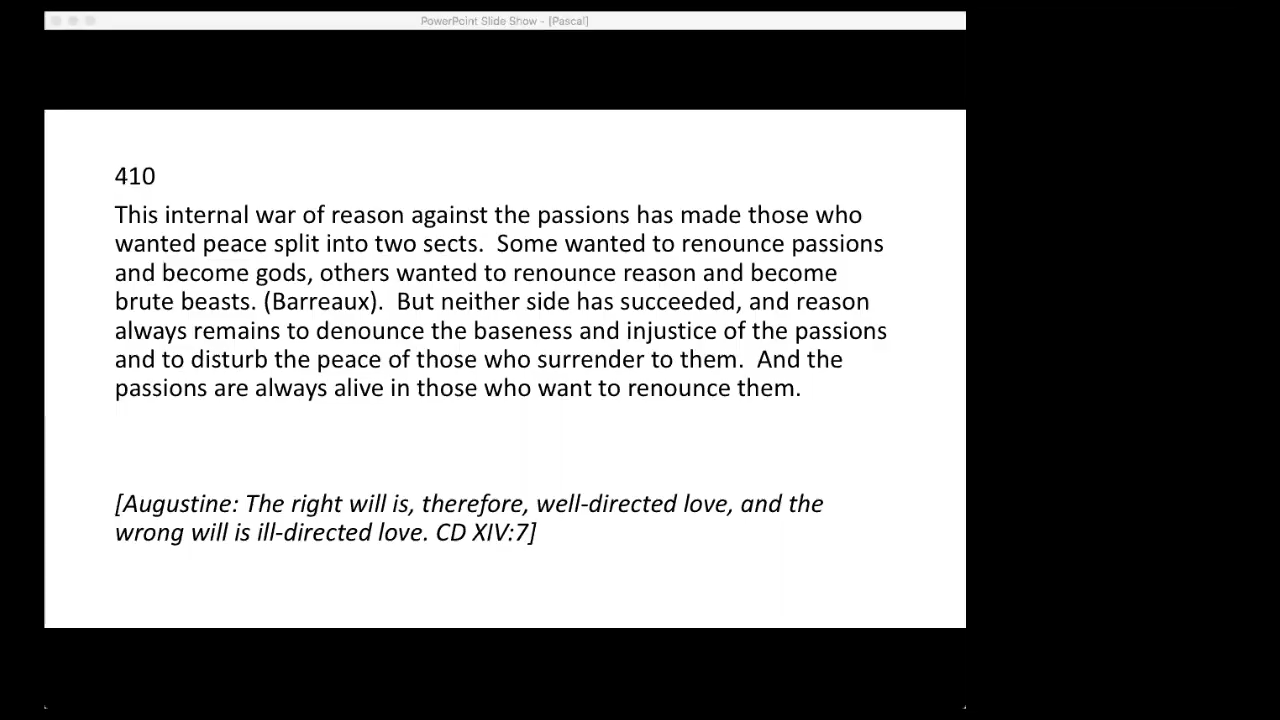 PowerPoint Slide Show - [Pascal]
410
This internal war of reason against the passions has made those who
wanted peace split into two sects.  Some wanted to renounce passions
and become gods, others wanted to renounce reason and become
brute beasts. (Barreaux).  But neither side has succeeded, and reason
always remains to denounce the baseness and injustice of the passions
and to disturb the peace of those who surrender to them.  And the
passions are always alive in those who want to renounce them.
[Augustine: The right will is, therefore, well-directed love, and the
wrong will is ill-directed love. CD XIV:7]